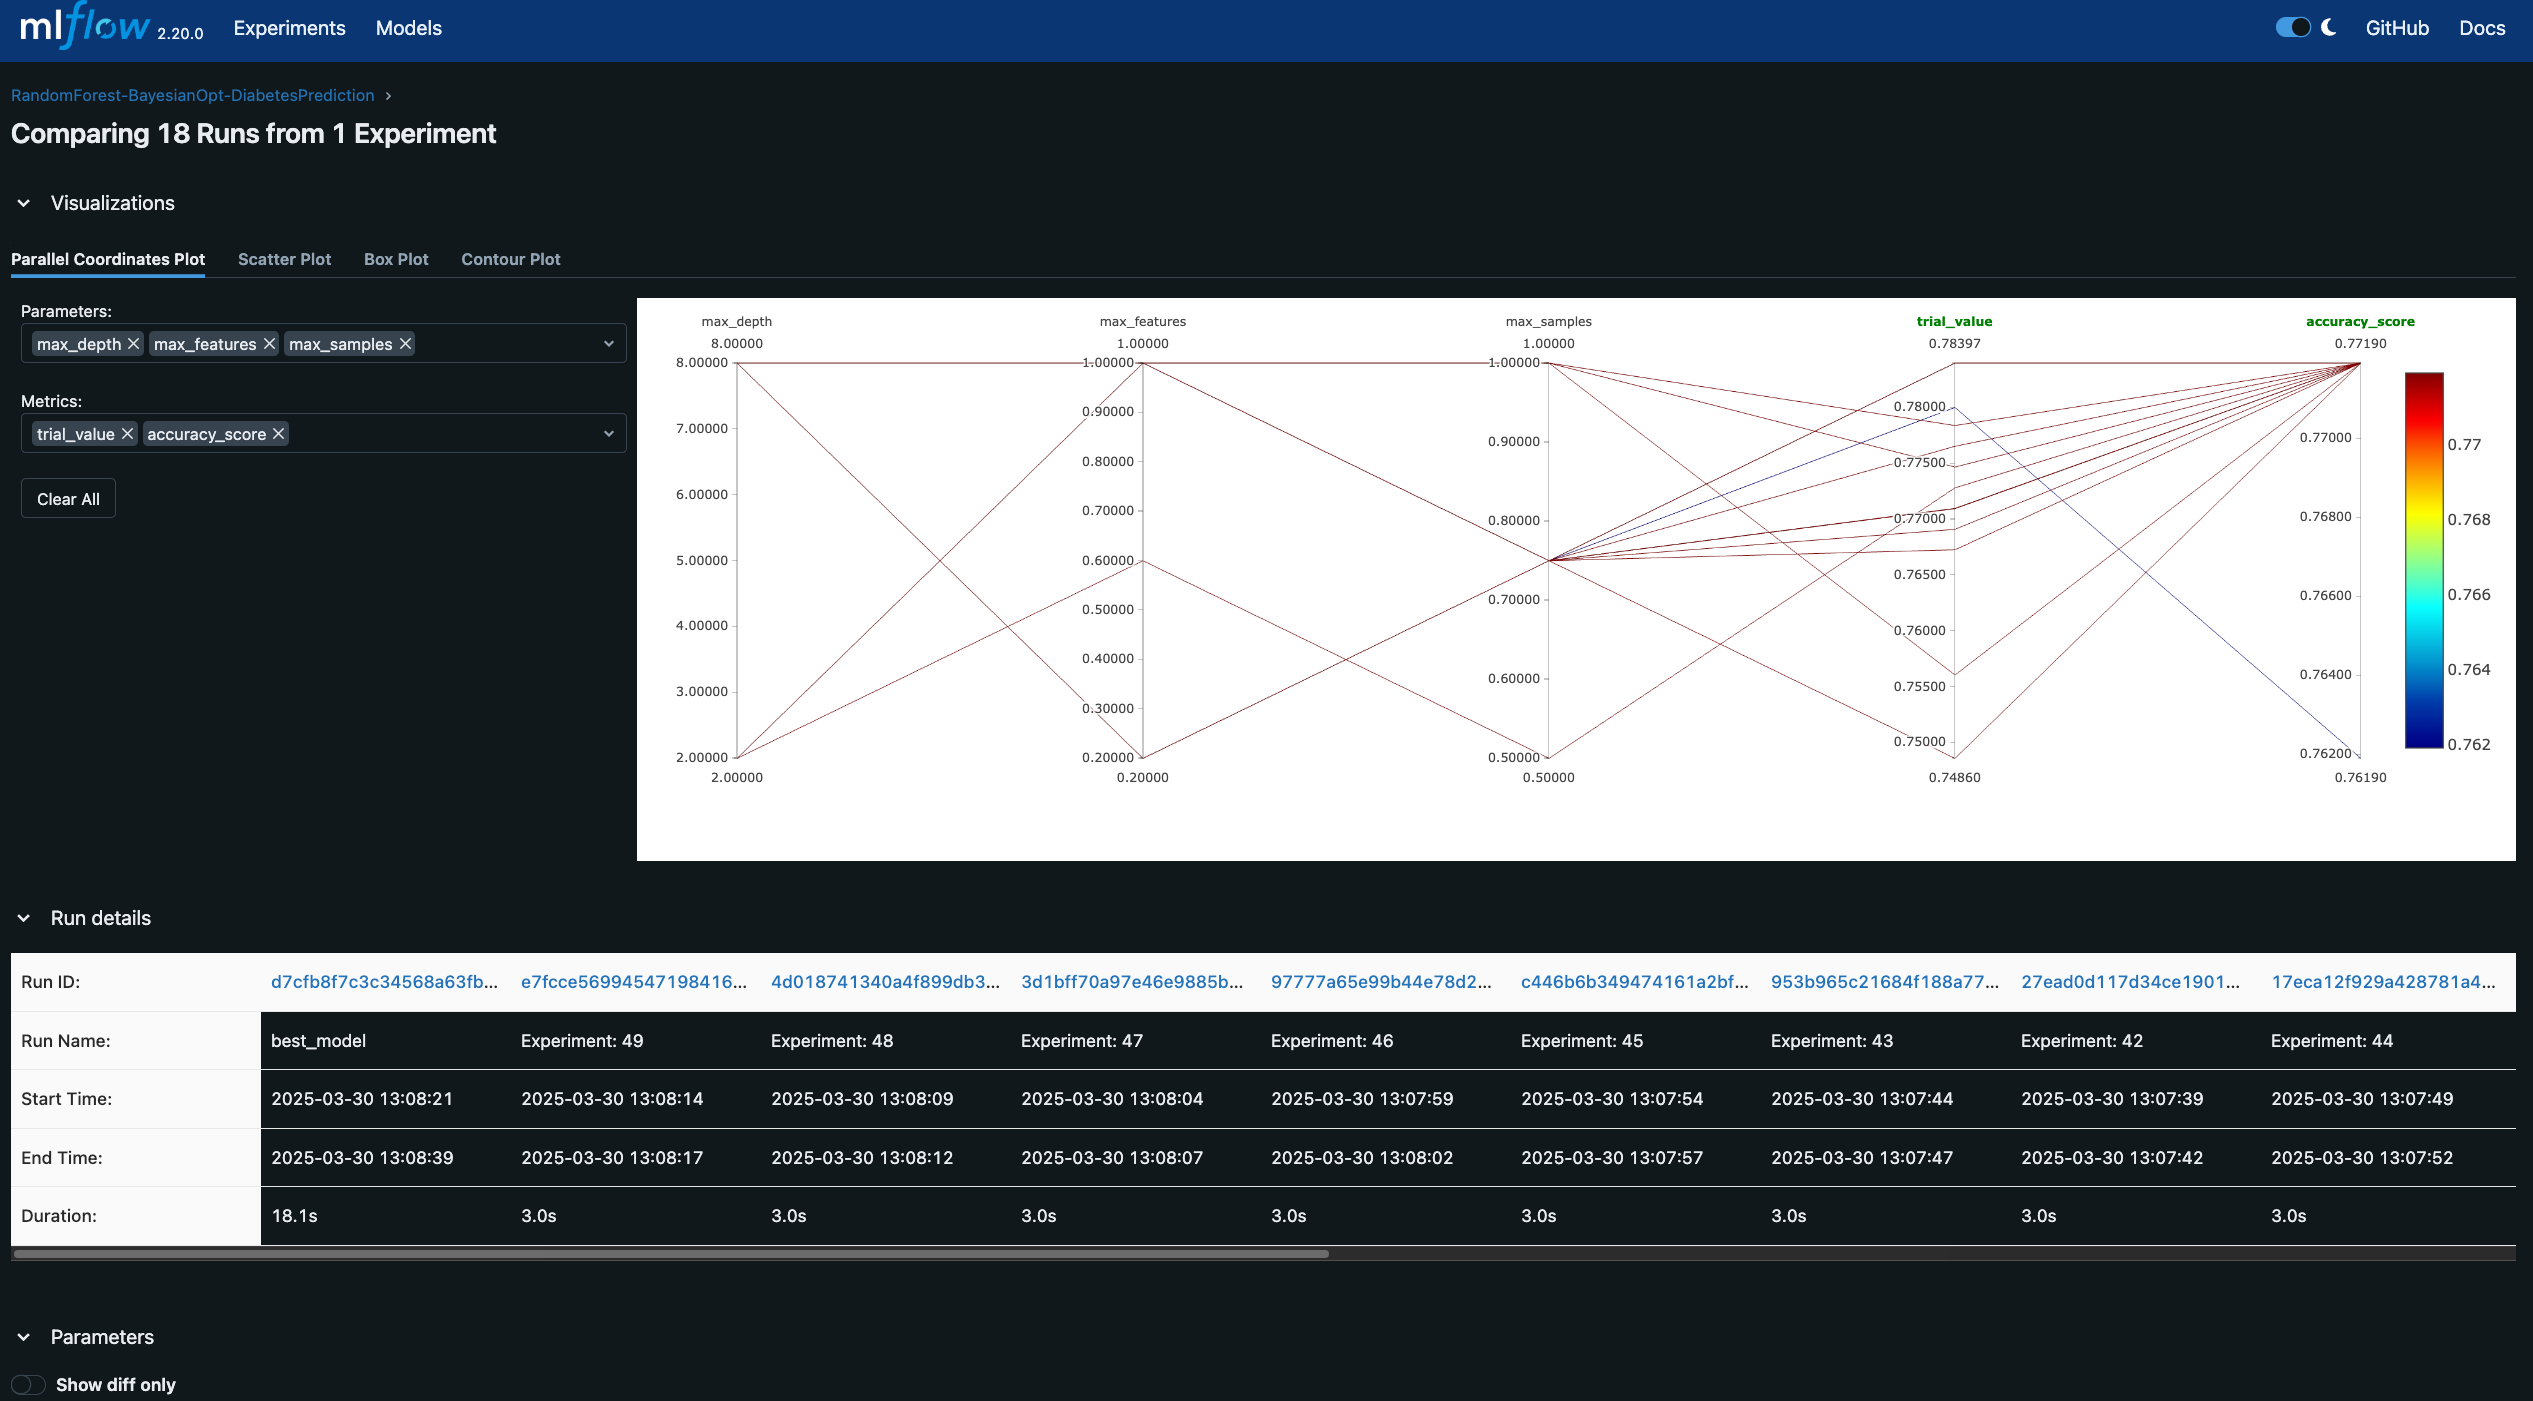 mlflow 2.20.0 Experiments Models GitHub Docs
RandomForest-BayesianOpt-DiabetesPrediction
Comparing 18 Runs from 1 Experiment
Visualizations
Parallel Coordinates Plot Scatter Plot Box Plot Contour Plot
Parameters:
max_depth max_features max_samples
Metrics:
trial_value accuracy_score
Clear All
max_depth max_features max_samples trial_value accuracy_score
8.00000 1.00000 1.00000 0.78397 0.77190
8.00000
7.00000
6.00000
5.00000
4.00000
3.00000
2.00000
2.00000
1.00000
0.90000
0.80000
0.70000
0.60000
0.50000
0.40000
0.30000
0.20000
0.20000
1.00000
0.90000
0.80000
0.70000
0.60000
0.50000
0.50000
0.78000
0.77500
0.77000
0.76500
0.76000
0.75500
0.75000
0.74860
0.77000
0.76800
0.76600
0.76400
0.76200
0.76190
0.77
0.768
0.766
0.764
0.762
Run details
Run ID: d7cfb8f7c3c34568a63fb... e7fcce56994547198416... 4d018741340a4f899db3... 3d1bff70a97e46e9885b... 97777a65e99b44e78d2... c446b6b349474161a2bf... 953b965c21684f188a77... 27ead0d117d34ce1901... 17eca12f929a428781a4...
Run Name: best_model Experiment: 49 Experiment: 48 Experiment: 47 Experiment: 46 Experiment: 45 Experiment: 43 Experiment: 42 Experiment: 44
Start Time: 2025-03-30 13:08:21 2025-03-30 13:08:14 2025-03-30 13:08:09 2025-03-30 13:08:04 2025-03-30 13:07:59 2025-03-30 13:07:54 2025-03-30 13:07:44 2025-03-30 13:07:39 2025-03-30 13:07:49
End Time: 2025-03-30 13:08:39 2025-03-30 13:08:17 2025-03-30 13:08:12 2025-03-30 13:08:07 2025-03-30 13:08:02 2025-03-30 13:07:57 2025-03-30 13:07:47 2025-03-30 13:07:42 2025-03-30 13:07:52
Duration: 18.1s 3.0s 3.0s 3.0s 3.0s 3.0s 3.0s 3.0s 3.0s
Parameters
Show diff only